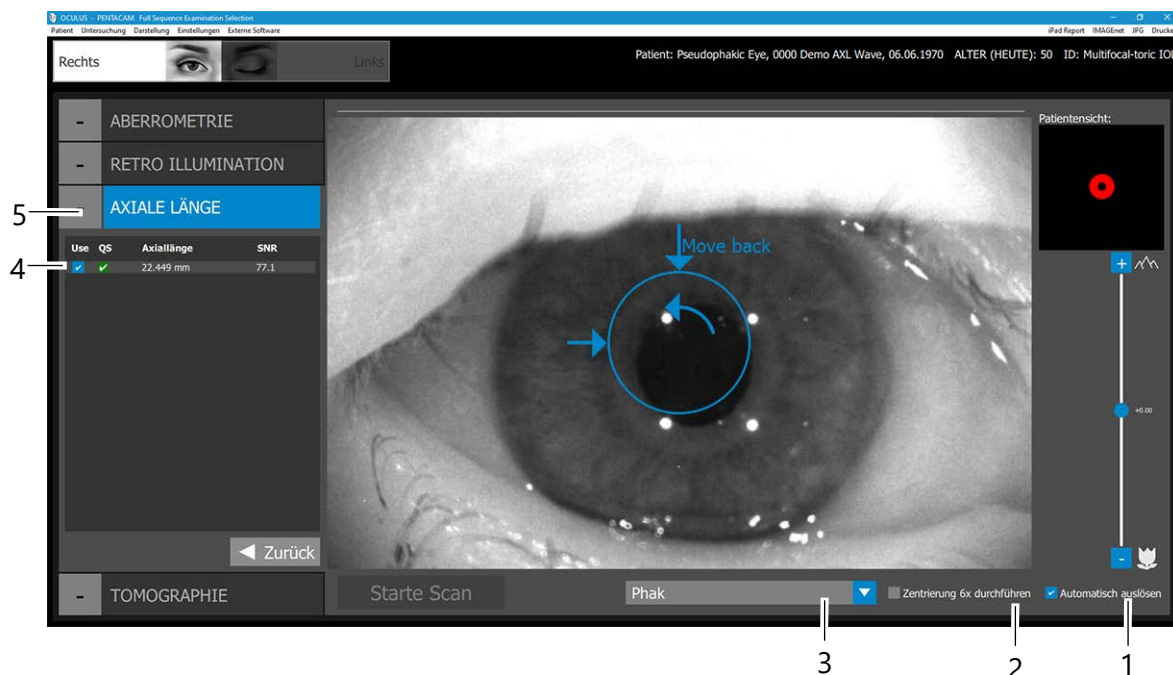 OCULUS - PENTACAM Full Sequence Examination Selection
Patient Untersuchung Darstellung Einstellungen Externe Software
iPad Report IMAGEnet JPG Drucke
Rechts
Links
Patient: Pseudophakic Eye, 0000 Demo AXL Wave, 06.06.1970 ALTER (HEUTE): 50 ID: Multifocal-toric IOL
- ABERROMETRIE
- RETRO ILLUMINATION
AXIALE LÄNGE
Use QS Axiallänge SNR
22.449 mm 77.1
Zurück
- TOMOGRAPHIE
Move back
Patientensicht:
+
+0.00
-
Starte Scan
Phak
Zentrierung 6x durchführen
Automatisch auslösen
5
4
3
2
1